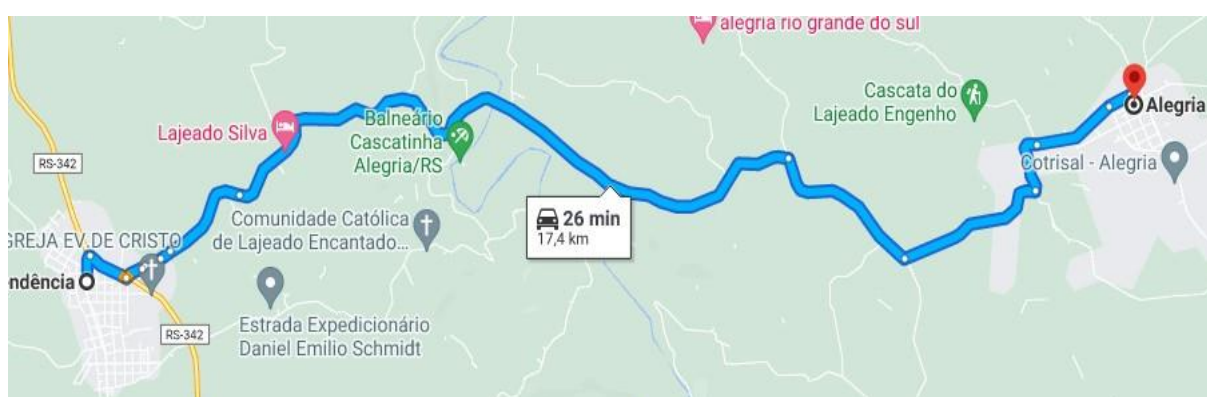 alegria rio grande do sul
Cascata do
Lajeado Engenho
Alegria
Balneário
Cascatinha
Alegria/RS
Lajeado Silva
RS-342
Cotrisal - Alegria
26 min
17,4 km
Comunidade Católica
de Lajeado Encantado...
GREJA EV.DE CRISTO
ndência
Estrada Expedicionário
Daniel Emilio Schmidt
RS-342